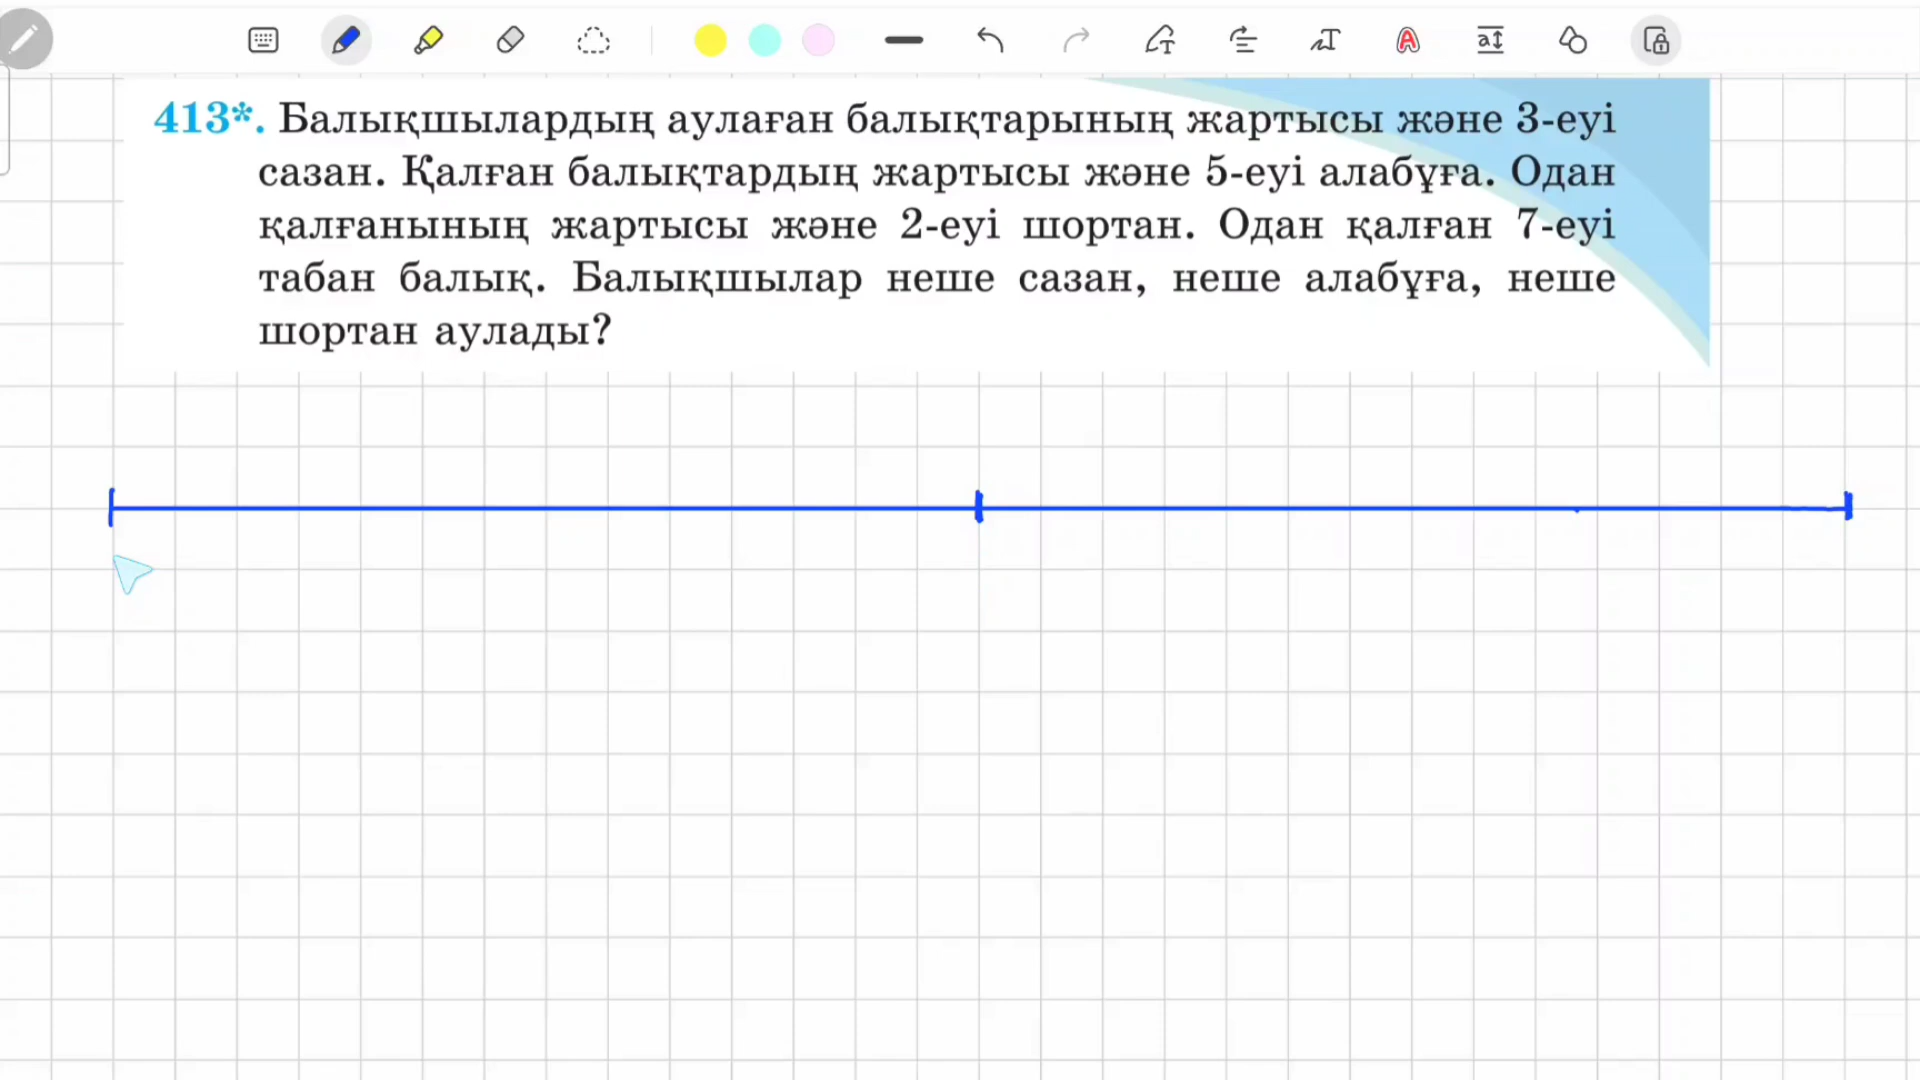 413*. Балықшылардың аулаған балықтарының жартысы және 3-еуі
сазан. Қалған балықтардың жартысы және 5-еуі алабұға. Одан
қалғанының жартысы және 2-еуі шортан. Одан қалған 7-еуі
табан балық. Балықшылар неше сазан, неше алабұға, неше
шортан аулады?